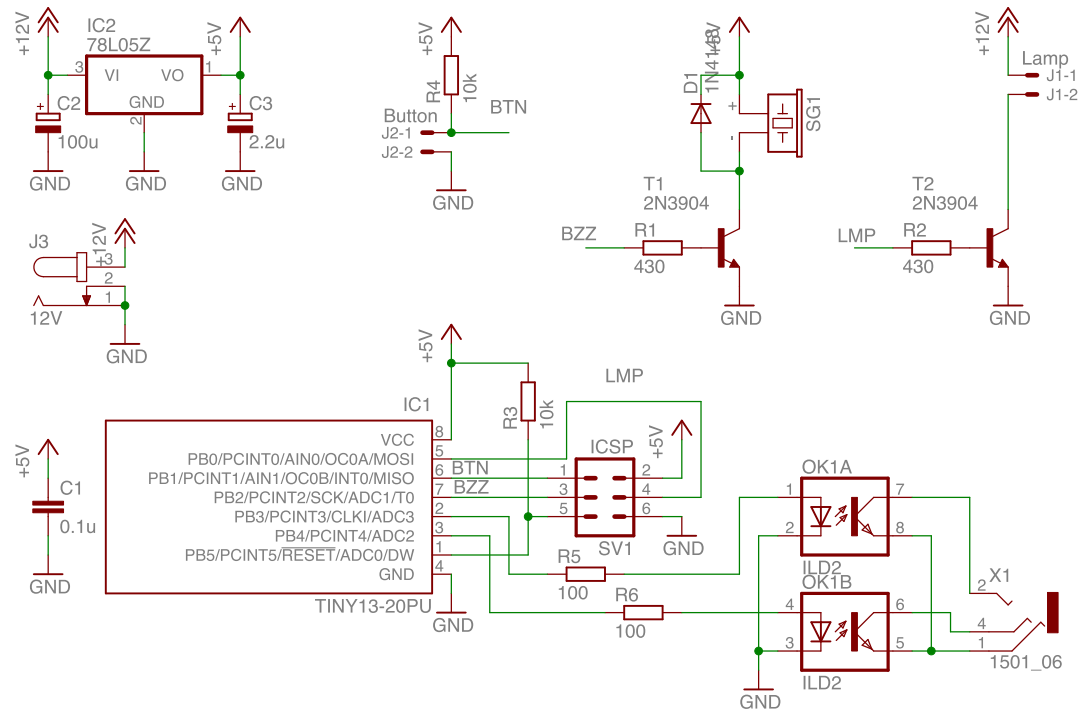 +12V
IC2
78L05Z
+5V
3
VI
VO
1
GND
2
C2
+
100u
C3
+
2.2u
GND
GND
GND
+5V
R4
10k
BTN
Button
J2-1
J2-2
GND
+5V
D1
1N4148
+
-
SG1
T1
2N3904
BZZ
R1
430
GND
+12V
Lamp
J1-1
J1-2
T2
2N3904
LMP
R2
430
GND
J3
+12V
3
2
1
12V
GND
+5V
R3
10k
LMP
IC1
VCC
8
PB0/PCINT0/AIN0/OC0A/MOSI
5
PB1/PCINT1/AIN1/OC0B/INT0/MISO
6
BTN
PB2/PCINT2/SCK/ADC1/T0
7
BZZ
PB3/PCINT3/CLKI/ADC3
2
PB4/PCINT4/ADC2
3
PB5/PCINT5/RESET/ADC0/DW
1
GND
4
TINY13-20PU
GND
+5V
C1
0.1u
GND
ICSP
+5V
1
2
3
4
5
6
SV1
GND
R5
100
R6
100
OK1A
1
7
2
8
ILD2
OK1B
4
6
3
5
ILD2
GND
X1
2
4
1
1501_06